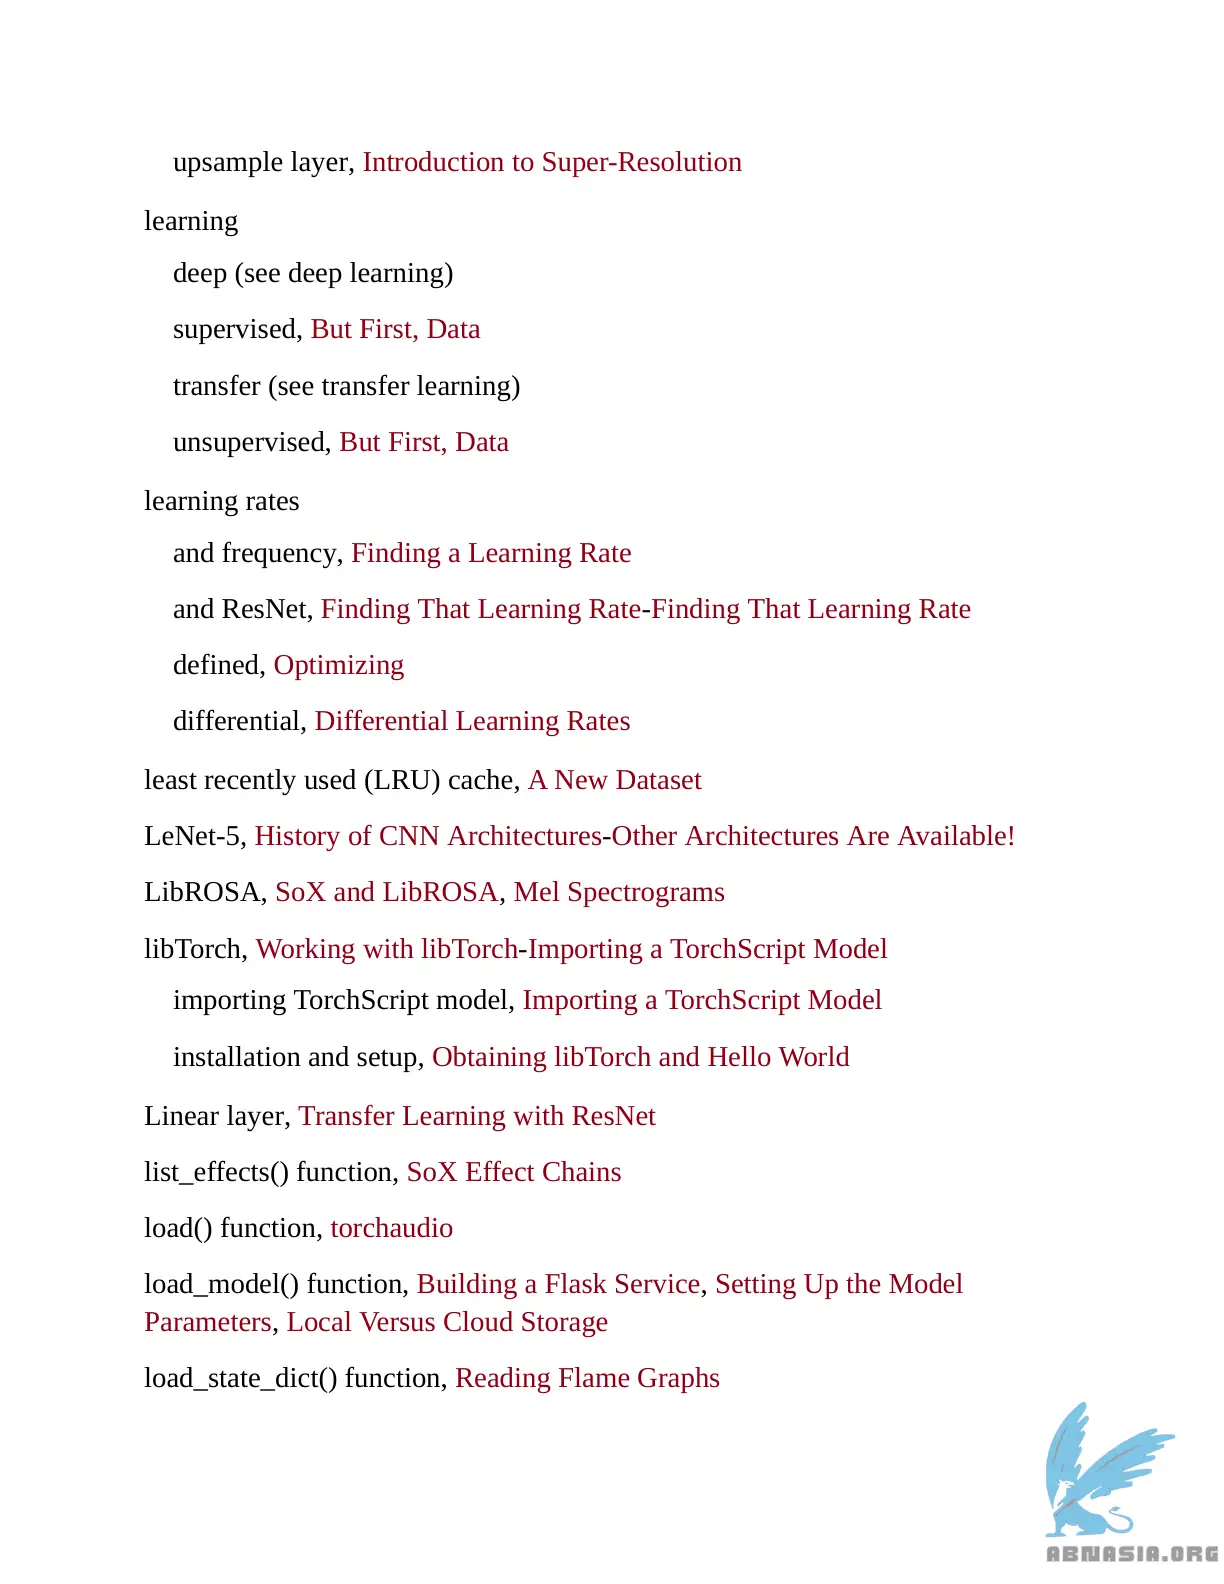 upsample layer, Introduction to Super-Resolution
learning
deep (see deep learning)
supervised, But First, Data
transfer (see transfer learning)
unsupervised, But First, Data
learning rates
and frequency, Finding a Learning Rate
and ResNet, Finding That Learning Rate-Finding That Learning Rate
defined, Optimizing
differential, Differential Learning Rates
least recently used (LRU) cache, A New Dataset
LeNet-5, History of CNN Architectures-Other Architectures Are Available!
LibROSA, SoX and LibROSA, Mel Spectrograms
libTorch, Working with libTorch-Importing a TorchScript Model
importing TorchScript model, Importing a TorchScript Model
installation and setup, Obtaining libTorch and Hello World
Linear layer, Transfer Learning with ResNet
list_effects() function, SoX Effect Chains
load() function, torchaudio
load_model() function, Building a Flask Service, Setting Up the Model
Parameters, Local Versus Cloud Storage
load_state_dict() function, Reading Flame Graphs
ABNASIA.ORG